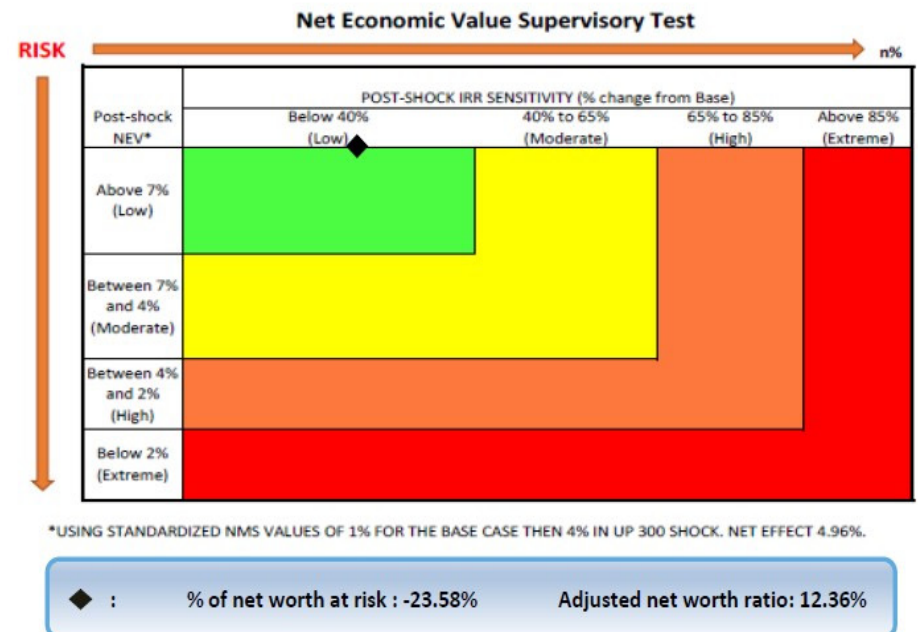 Net Economic Value Supervisory Test
RISK
n%
POST-SHOCK IRR SENSITIVITY (% change from Base)
Post-shock
NEV*
Below 40%
(Low)
40% to 65%
(Moderate)
65% to 85%
(High)
Above 85%
(Extreme)
Above 7%
(Low)
Between 7%
and 4%
(Moderate)
Between 4%
and 2%
(High)
Below 2%
(Extreme)
*USING STANDARDIZED NMS VALUES OF 1% FOR THE BASE CASE THEN 4% IN UP 300 SHOCK. NET EFFECT 4.96%.
◆ : % of net worth at risk : -23.58% Adjusted net worth ratio: 12.36%